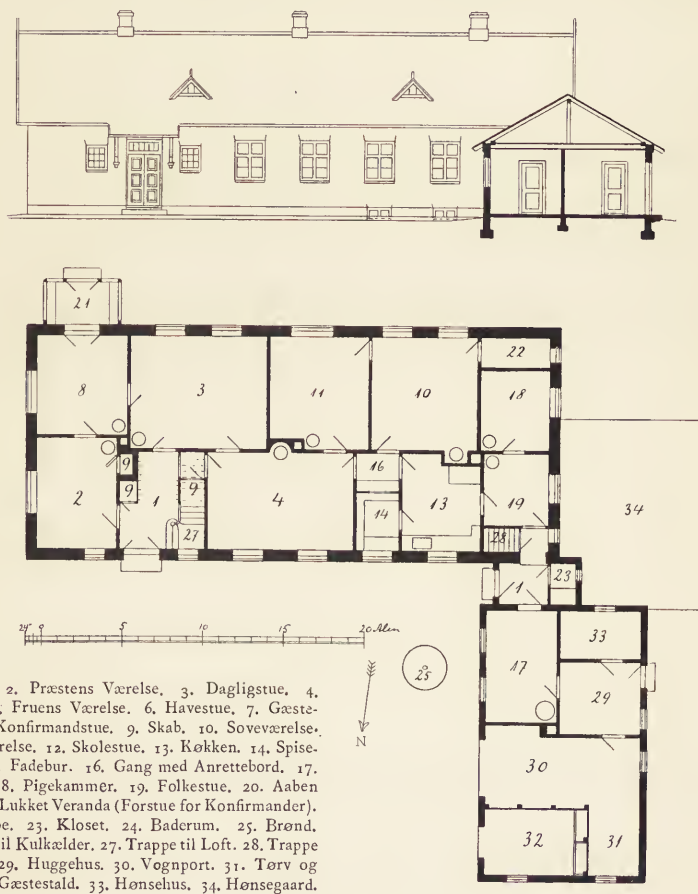 21
22
8
3
11
10
18
2
9
9
1
9
27
4
16
14
13
19
28
34
1
23
24 0 5 10 15 20 Alen
25
N
17
33
29
30
32
31
2. Præstens Værelse. 3. Dagligstue. 4.
Fruens Værelse. 6. Havestue. 7. Gæste-
Konfirmandstue. 9. Skab. 10. Soveværelse.
relse. 12. Skolestue. 13. Køkken. 14. Spise-
Fadebur. 16. Gang med Anrettebord. 17.
8. Pigekammer. 19. Folkestue. 20. Aaben
Lukket Veranda (Forstue for Konfirmander).
be. 23. Kloset. 24. Baderum. 25. Brønd.
il Kulkælder. 27. Trappe til Loft. 28. Trappe
29. Huggehus. 30. Vognport. 31. Tørv og
Gæstestald. 33. Hønsehus. 34. Hønsegaard.